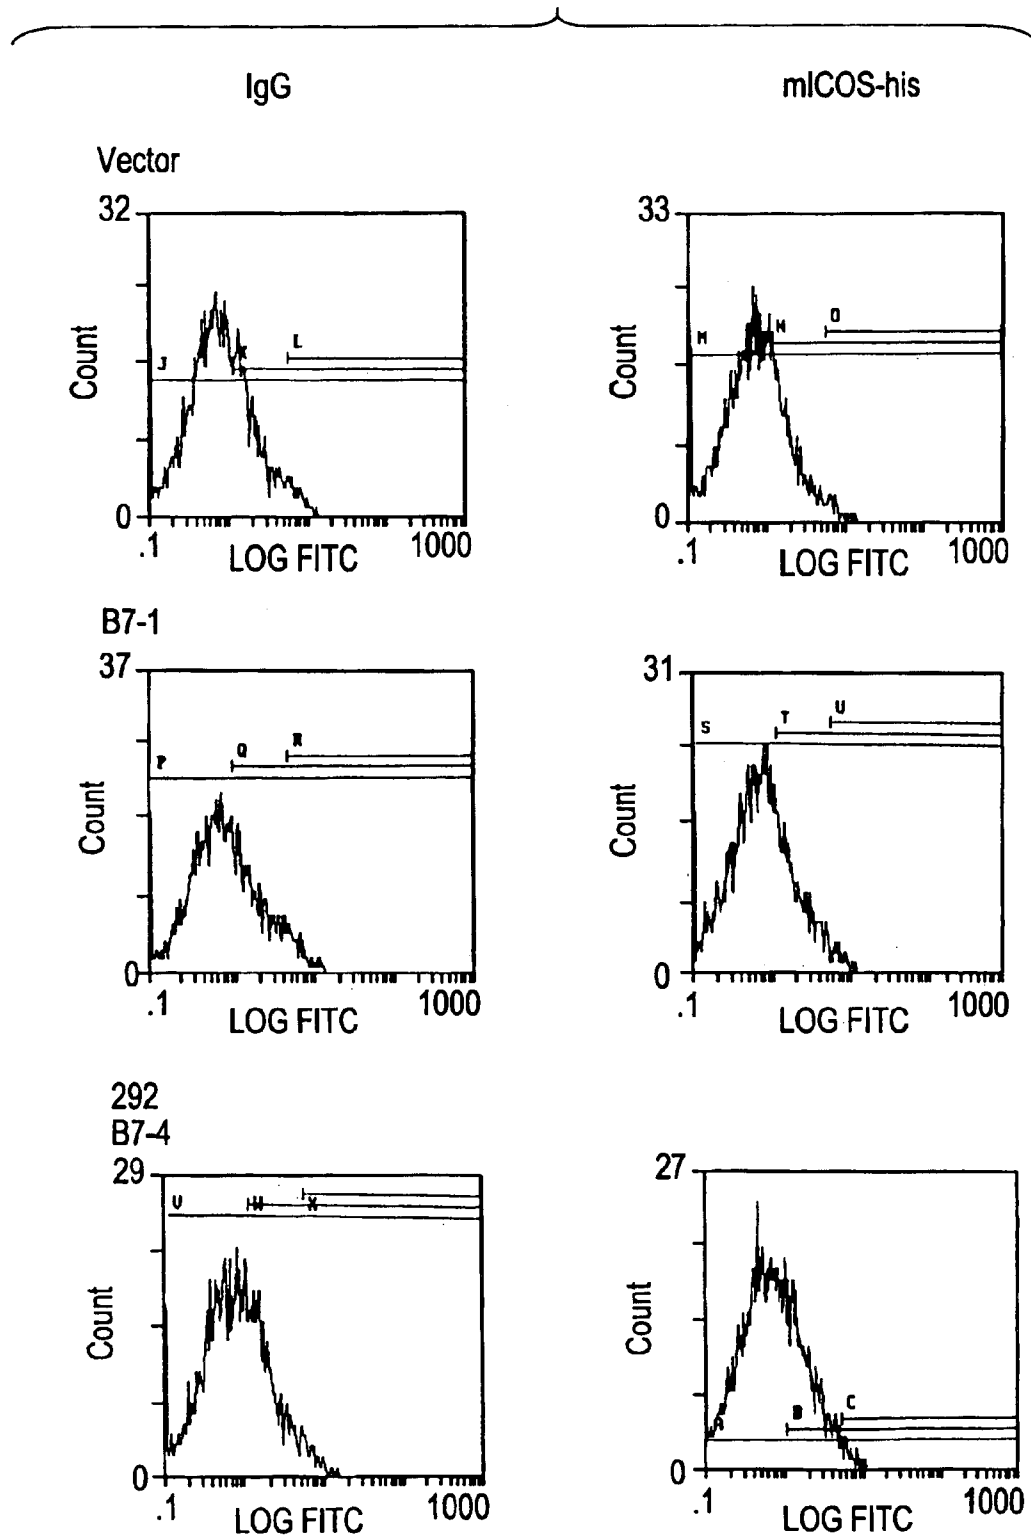 IgG
mICOS-his
Vector
32
Count
J
K
L
0
.1
1000
LOG FITC
33
Count
M
N
O
0
.1
1000
LOG FITC
B7-1
37
Count
P
Q
R
0
.1
1000
LOG FITC
31
Count
S
T
U
0
.1
1000
LOG FITC
292
B7-4
29
Count
V
W
X
0
.1
1000
LOG FITC
27
Count
B
C
0
.1
1000
LOG FITC